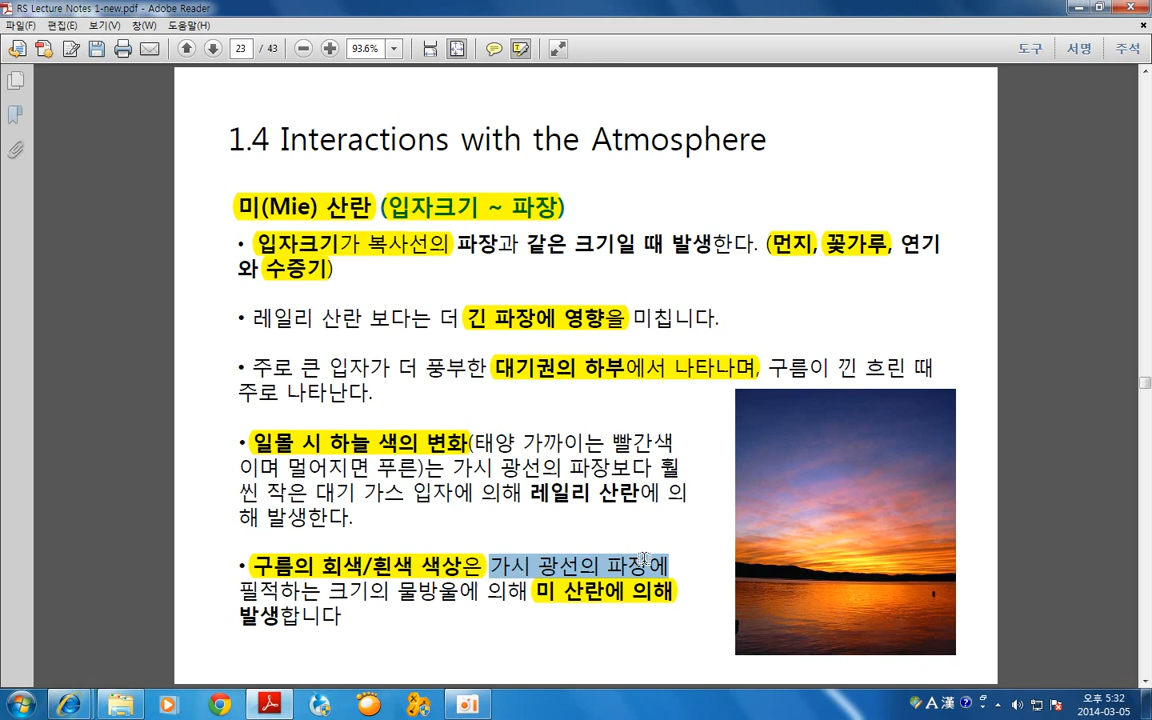 RS Lecture Notes 1-new.pdf - Adobe Reader
파일(F) 편집(E) 보기(V) 창(W) 도움말(H)
23 / 43 93.6% 도구 서명 주석
1.4 Interactions with the Atmosphere
미(Mie) 산란 (입자크기 ~ 파장)
• 입자크기가 복사선의 파장과 같은 크기일 때 발생한다. (먼지, 꽃가루, 연기
와 수증기)
• 레일리 산란 보다는 더 긴 파장에 영향을 미칩니다.
• 주로 큰 입자가 더 풍부한 대기권의 하부에서 나타나며, 구름이 낀 흐린 때
주로 나타난다.
• 일몰 시 하늘 색의 변화(태양 가까이는 빨간색
이며 멀어지면 푸른)는 가시 광선의 파장보다 훨
씬 작은 대기 가스 입자에 의해 레일리 산란에 의
해 발생한다.
• 구름의 회색/흰색 색상은 가시 광선의 파장에
필적하는 크기의 물방울에 의해 미 산란에 의해
발생합니다
A 漢
오후 5:32
2014-03-05